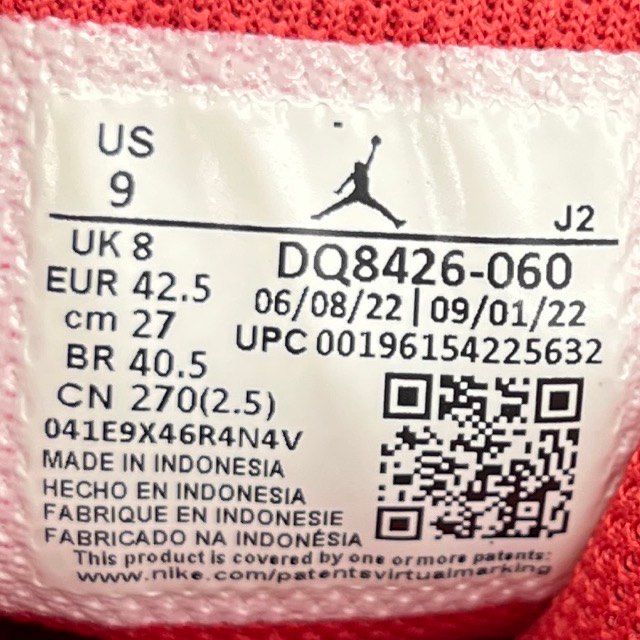 US
9
J2
UK 8
EUR 42.5
cm 27
BR 40.5
CN 270(2.5)
DQ8426-060
06/08/22 | 09/01/22
UPC 00196154225632
041E9X46R4N4V
MADE IN INDONESIA
HECHO EN INDONESIA
FABRIQUE EN INDONESIE
FABRICADO NA INDONÉSIA
This product is covered by one or more patents:
www.nike.com/patentsvirtualmarking